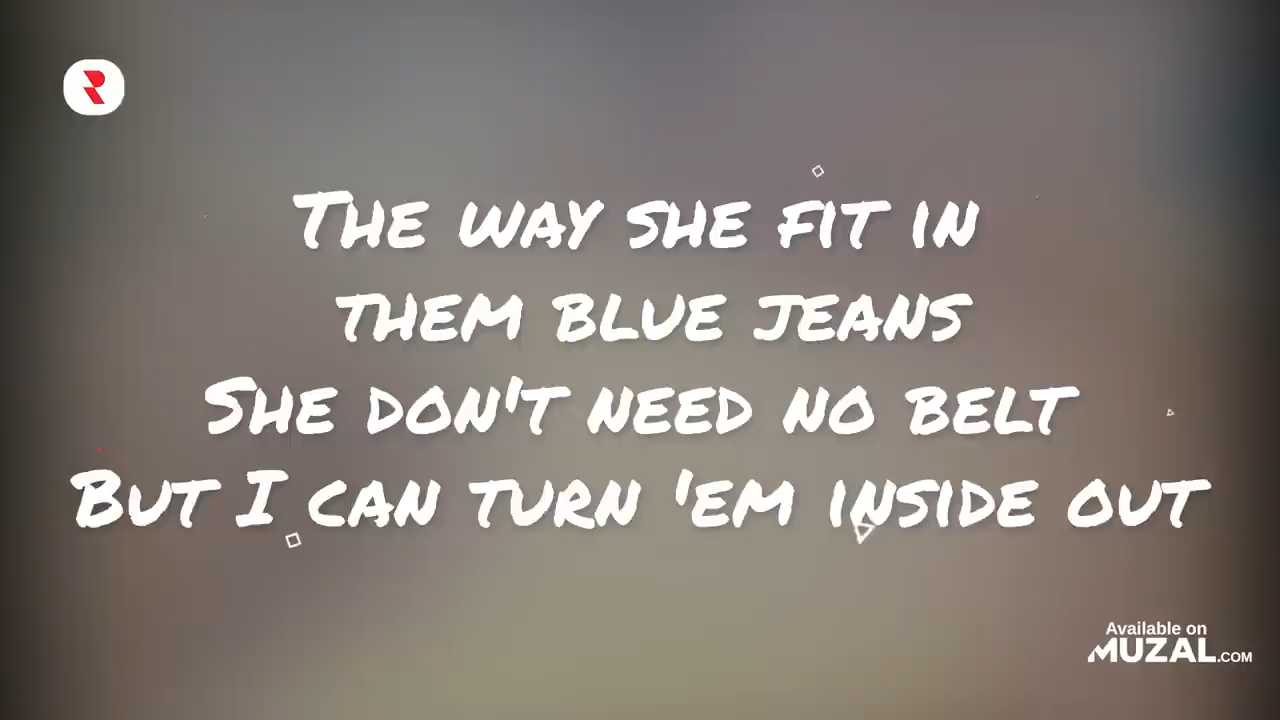 The way she fit in
them blue jeans
She don't need no belt
But I can turn 'em inside out
Available on
MUZAL.COM